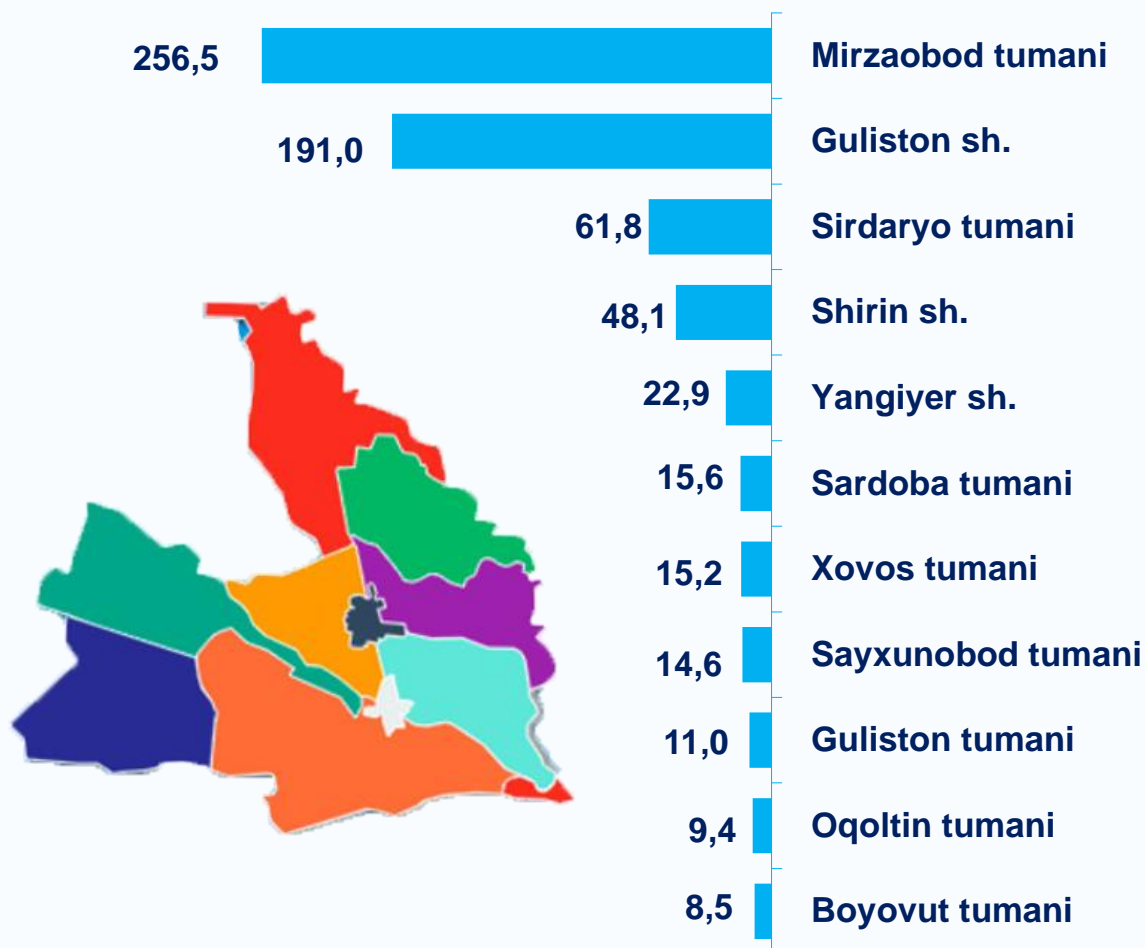 256,5 Mirzaobod tumani
191,0 Guliston sh.
61,8 Sirdaryo tumani
48,1 Shirin sh.
22,9 Yangiyer sh.
15,6 Sardoba tumani
15,2 Xovos tumani
14,6 Sayxunobod tumani
11,0 Guliston tumani
9,4 Oqoltin tumani
8,5 Boyovut tumani